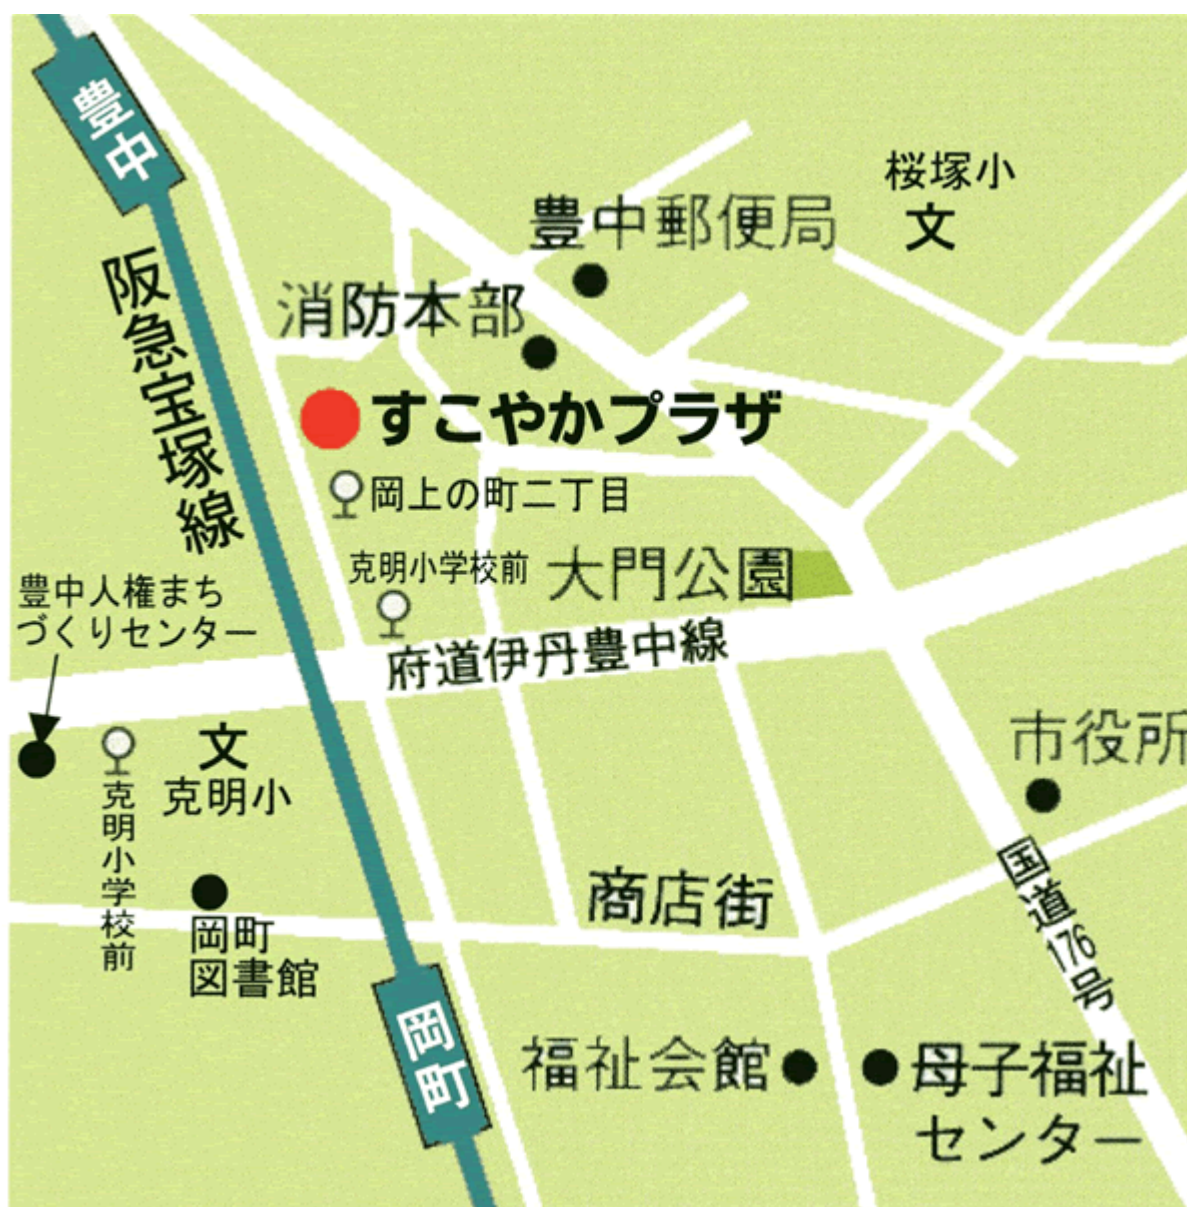 豊中
桜塚小
文
豊中郵便局
阪急宝塚線
消防本部
すこやかプラザ
岡上の町二丁目
克明小学校前
大門公園
豊中人権まち
づくりセンター
府道伊丹豊中線
文
克明小
市役所
克明小学校前
商店街
国道176号
岡町
図書館
岡町
福祉会館
母子福祉
センター